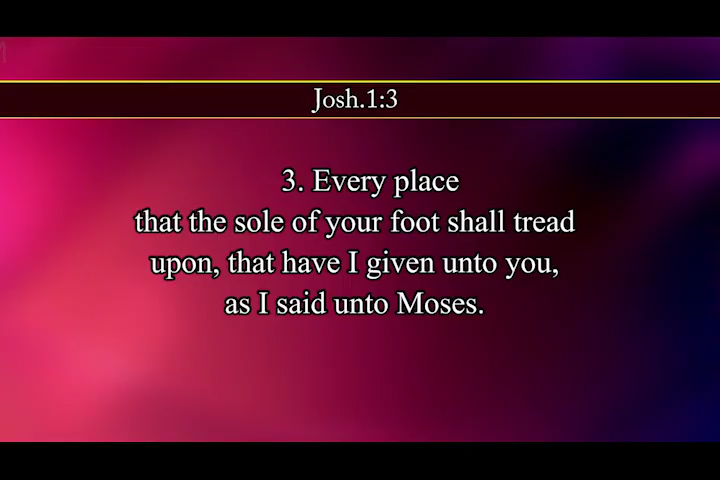 Josh.1:3
3. Every place
that the sole of your foot shall tread
upon, that have I given unto you,
as I said unto Moses.